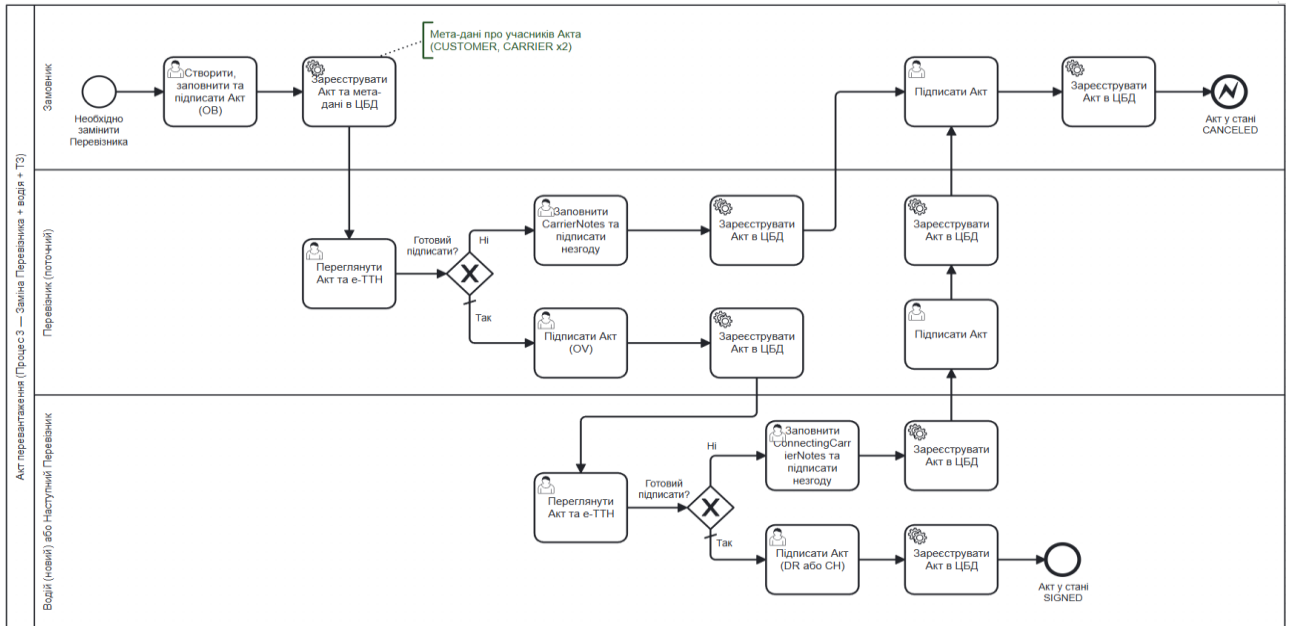 Акт перевантаження (Процес 3 — Заміна Перевізника + водія + ТЗ)
Замовник
Необхідно
замінити
Перевізника
Створити,
заповнити та
підписати Акт
(ОВ)
Зареєструвати
Акт та мета-
дані в ЦБД
Мета-дані про учасників Акта
(CUSTOMER, CARRIER x2)
Підписати Акт
Зареєструвати
Акт в ЦБД
Акт у стані
CANCELED
Перевізник (поточний)
Переглянути
Акт та е-ТТН
Готовий
підписати?
Ні
Заповнити
CarrierNotes та
підписати
незгоду
Зареєструвати
Акт в ЦБД
Так
Підписати Акт
(OV)
Зареєструвати
Акт в ЦБД
Зареєструвати
Акт в ЦБД
Підписати Акт
Водій (новий) або Наступний Перевізник
Переглянути
Акт та е-ТТН
Готовий
підписати?
Ні
Заповнити
ConnectingCarr
ierNotes та
підписати
незгоду
Зареєструвати
Акт в ЦБД
Так
Підписати Акт
(DR або CH)
Зареєструвати
Акт в ЦБД
Акт у стані
SIGNED